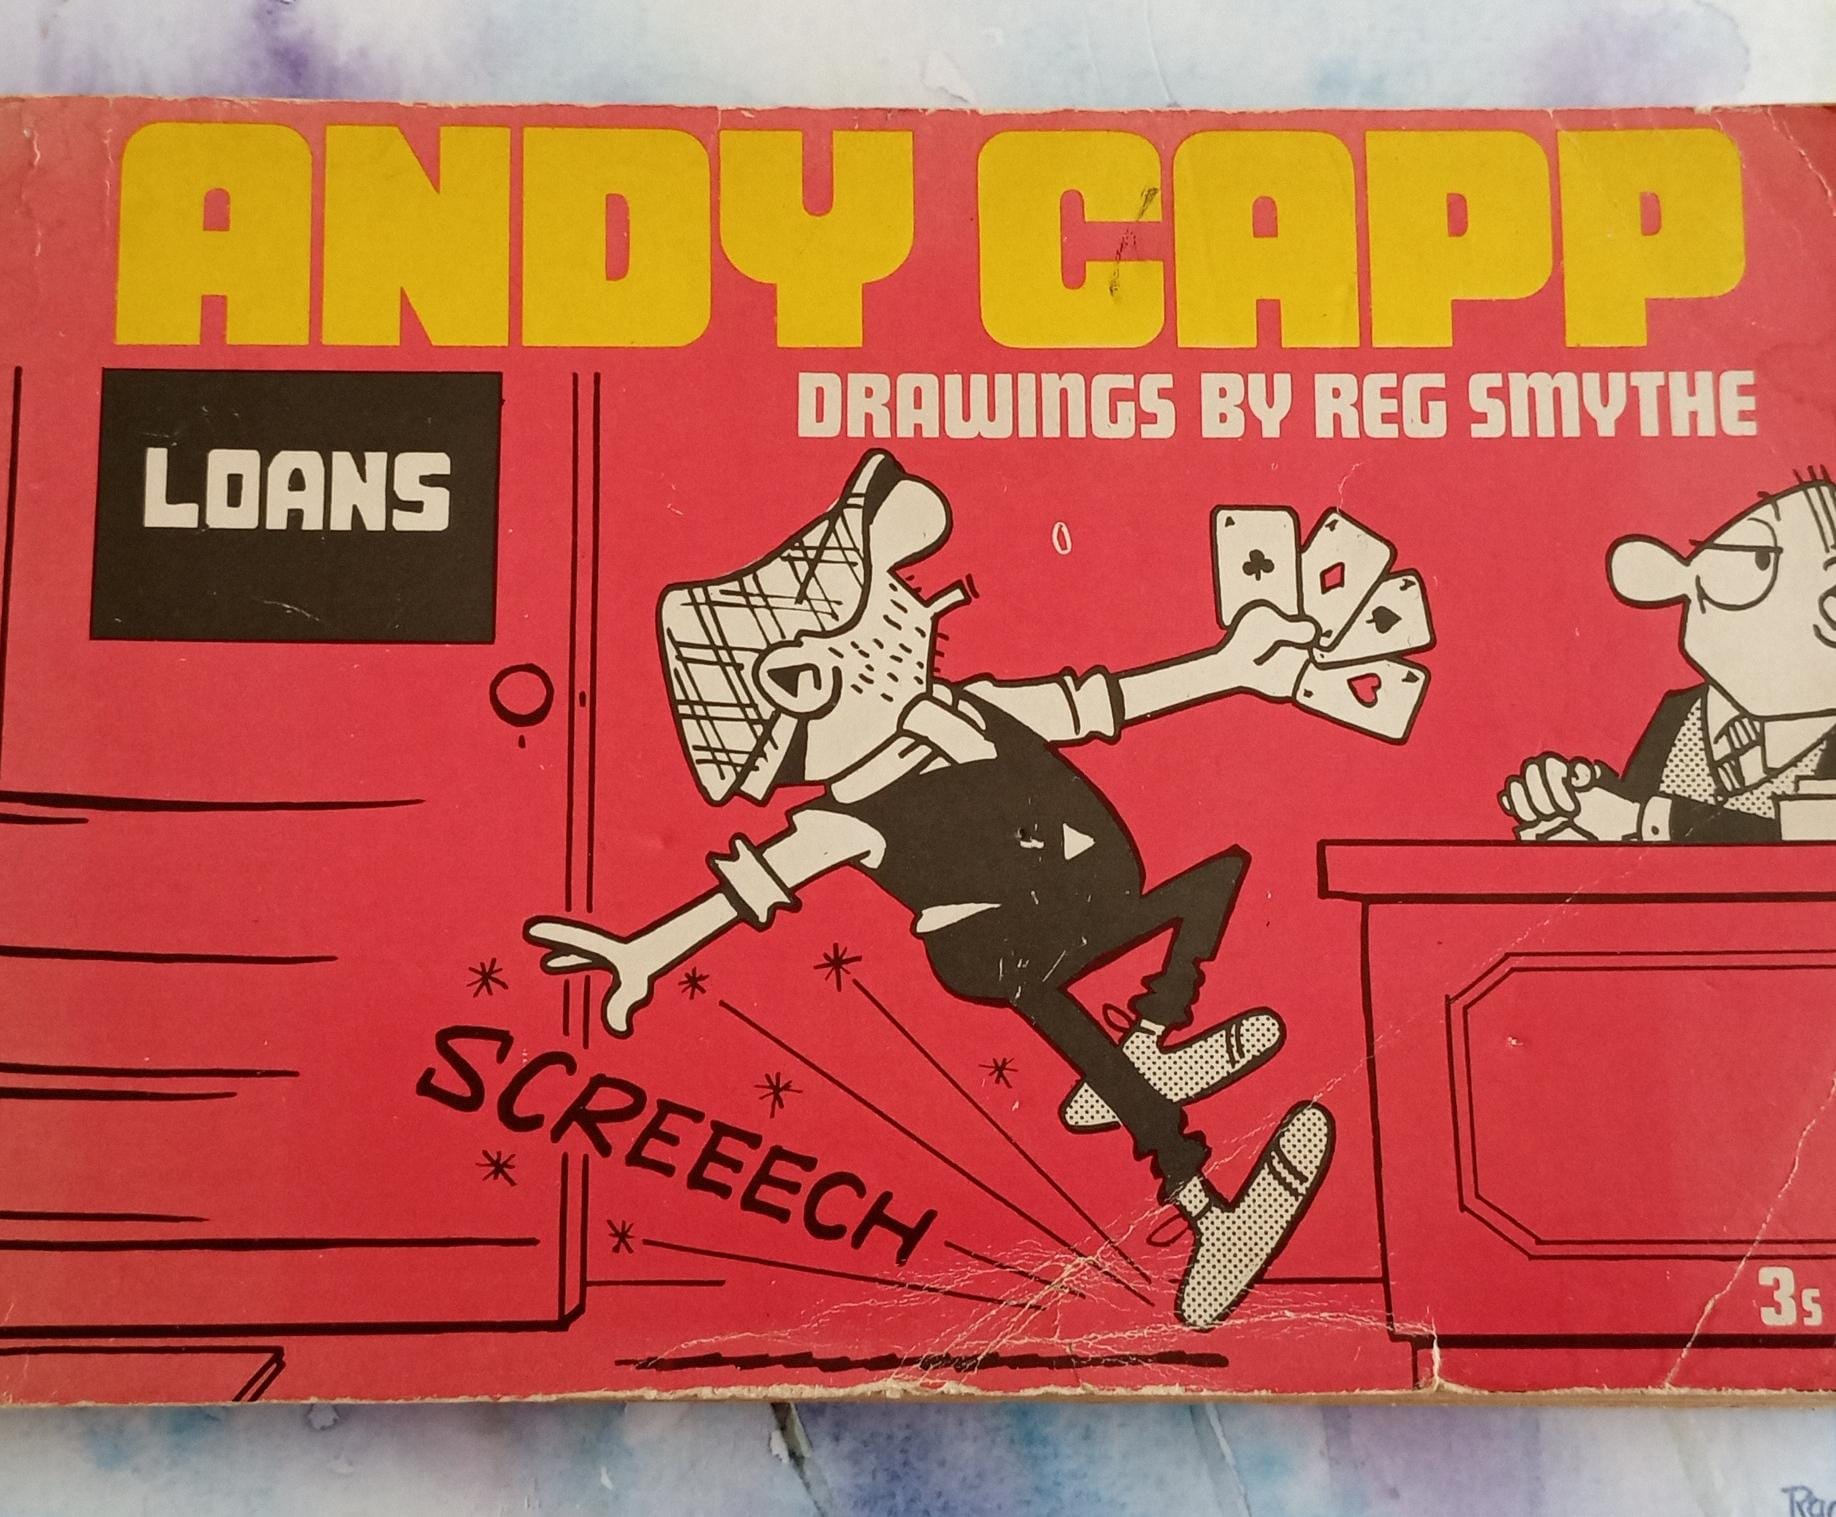 ANDY CAPP
DRAWINGS BY REG SMYTHE
LOANS
A
A
A
A
SCREEECH
3s